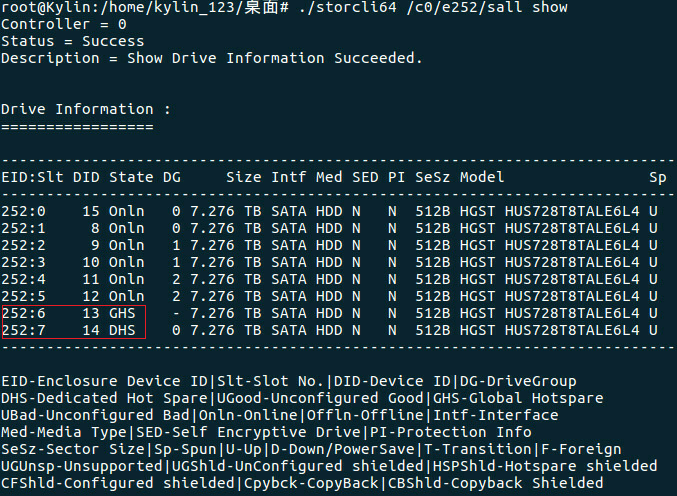 root@Kylin:/home/kylin_123/桌面# ./storcli64 /c0/e252/sall show
Controller = 0
Status = Success
Description = Show Drive Information Succeeded.
Drive Information :
=================
--------------------------------------------------------------------------
EID:Slt DID State DG     Size Intf Med SED PI SeSz Model                Sp
--------------------------------------------------------------------------
252:0    15 Onln   0 7.276 TB SATA HDD N   N  512B HGST HUS728T8TALE6L4 U
252:1     8 Onln   0 7.276 TB SATA HDD N   N  512B HGST HUS728T8TALE6L4 U
252:2     9 Onln   1 7.276 TB SATA HDD N   N  512B HGST HUS728T8TALE6L4 U
252:3    10 Onln   1 7.276 TB SATA HDD N   N  512B HGST HUS728T8TALE6L4 U
252:4    11 Onln   2 7.276 TB SATA HDD N   N  512B HGST HUS728T8TALE6L4 U
252:5    12 Onln   2 7.276 TB SATA HDD N   N  512B HGST HUS728T8TALE6L4 U
252:6    13 GHS    - 7.276 TB SATA HDD N   N  512B HGST HUS728T8TALE6L4 U
252:7    14 DHS    0 7.276 TB SATA HDD N   N  512B HGST HUS728T8TALE6L4 U
--------------------------------------------------------------------------
EID-Enclosure Device ID|Slt-Slot No.|DID-Device ID|DG-DriveGroup
DHS-Dedicated Hot Spare|UGood-Unconfigured Good|GHS-Global Hotspare
UBad-Unconfigured Bad|Onln-Online|Offln-Offline|Intf-Interface
Med-Media Type|SED-Self Encryptive Drive|PI-Protection Info
SeSz-Sector Size|Sp-Spun|U-Up|D-Down/PowerSave|T-Transition|F-Foreign
UGUnsp-Unsupported|UGShld-UnConfigured shielded|HSPShld-Hotspare shielded
CFShld-Configured shielded|Cpybck-CopyBack|CBShld-Copyback Shielded